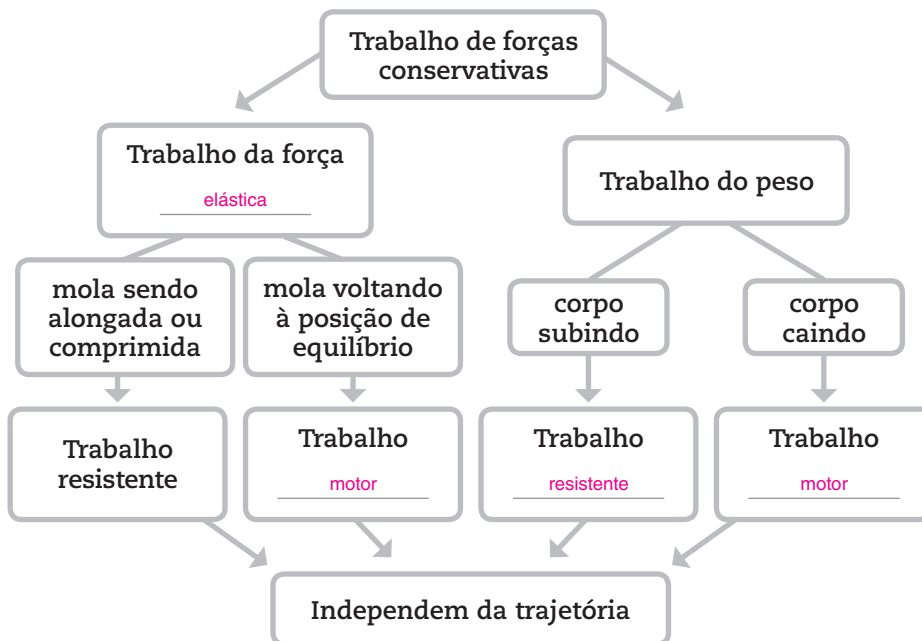 Trabalho de forças
conservativas
Trabalho da força
elástica
Trabalho do peso
mola sendo
alongada ou
comprimida
mola voltando
à posição de
equilíbrio
corpo
subindo
corpo
caindo
Trabalho
resistente
Trabalho
motor
Trabalho
resistente
Trabalho
motor
Independem da trajetória